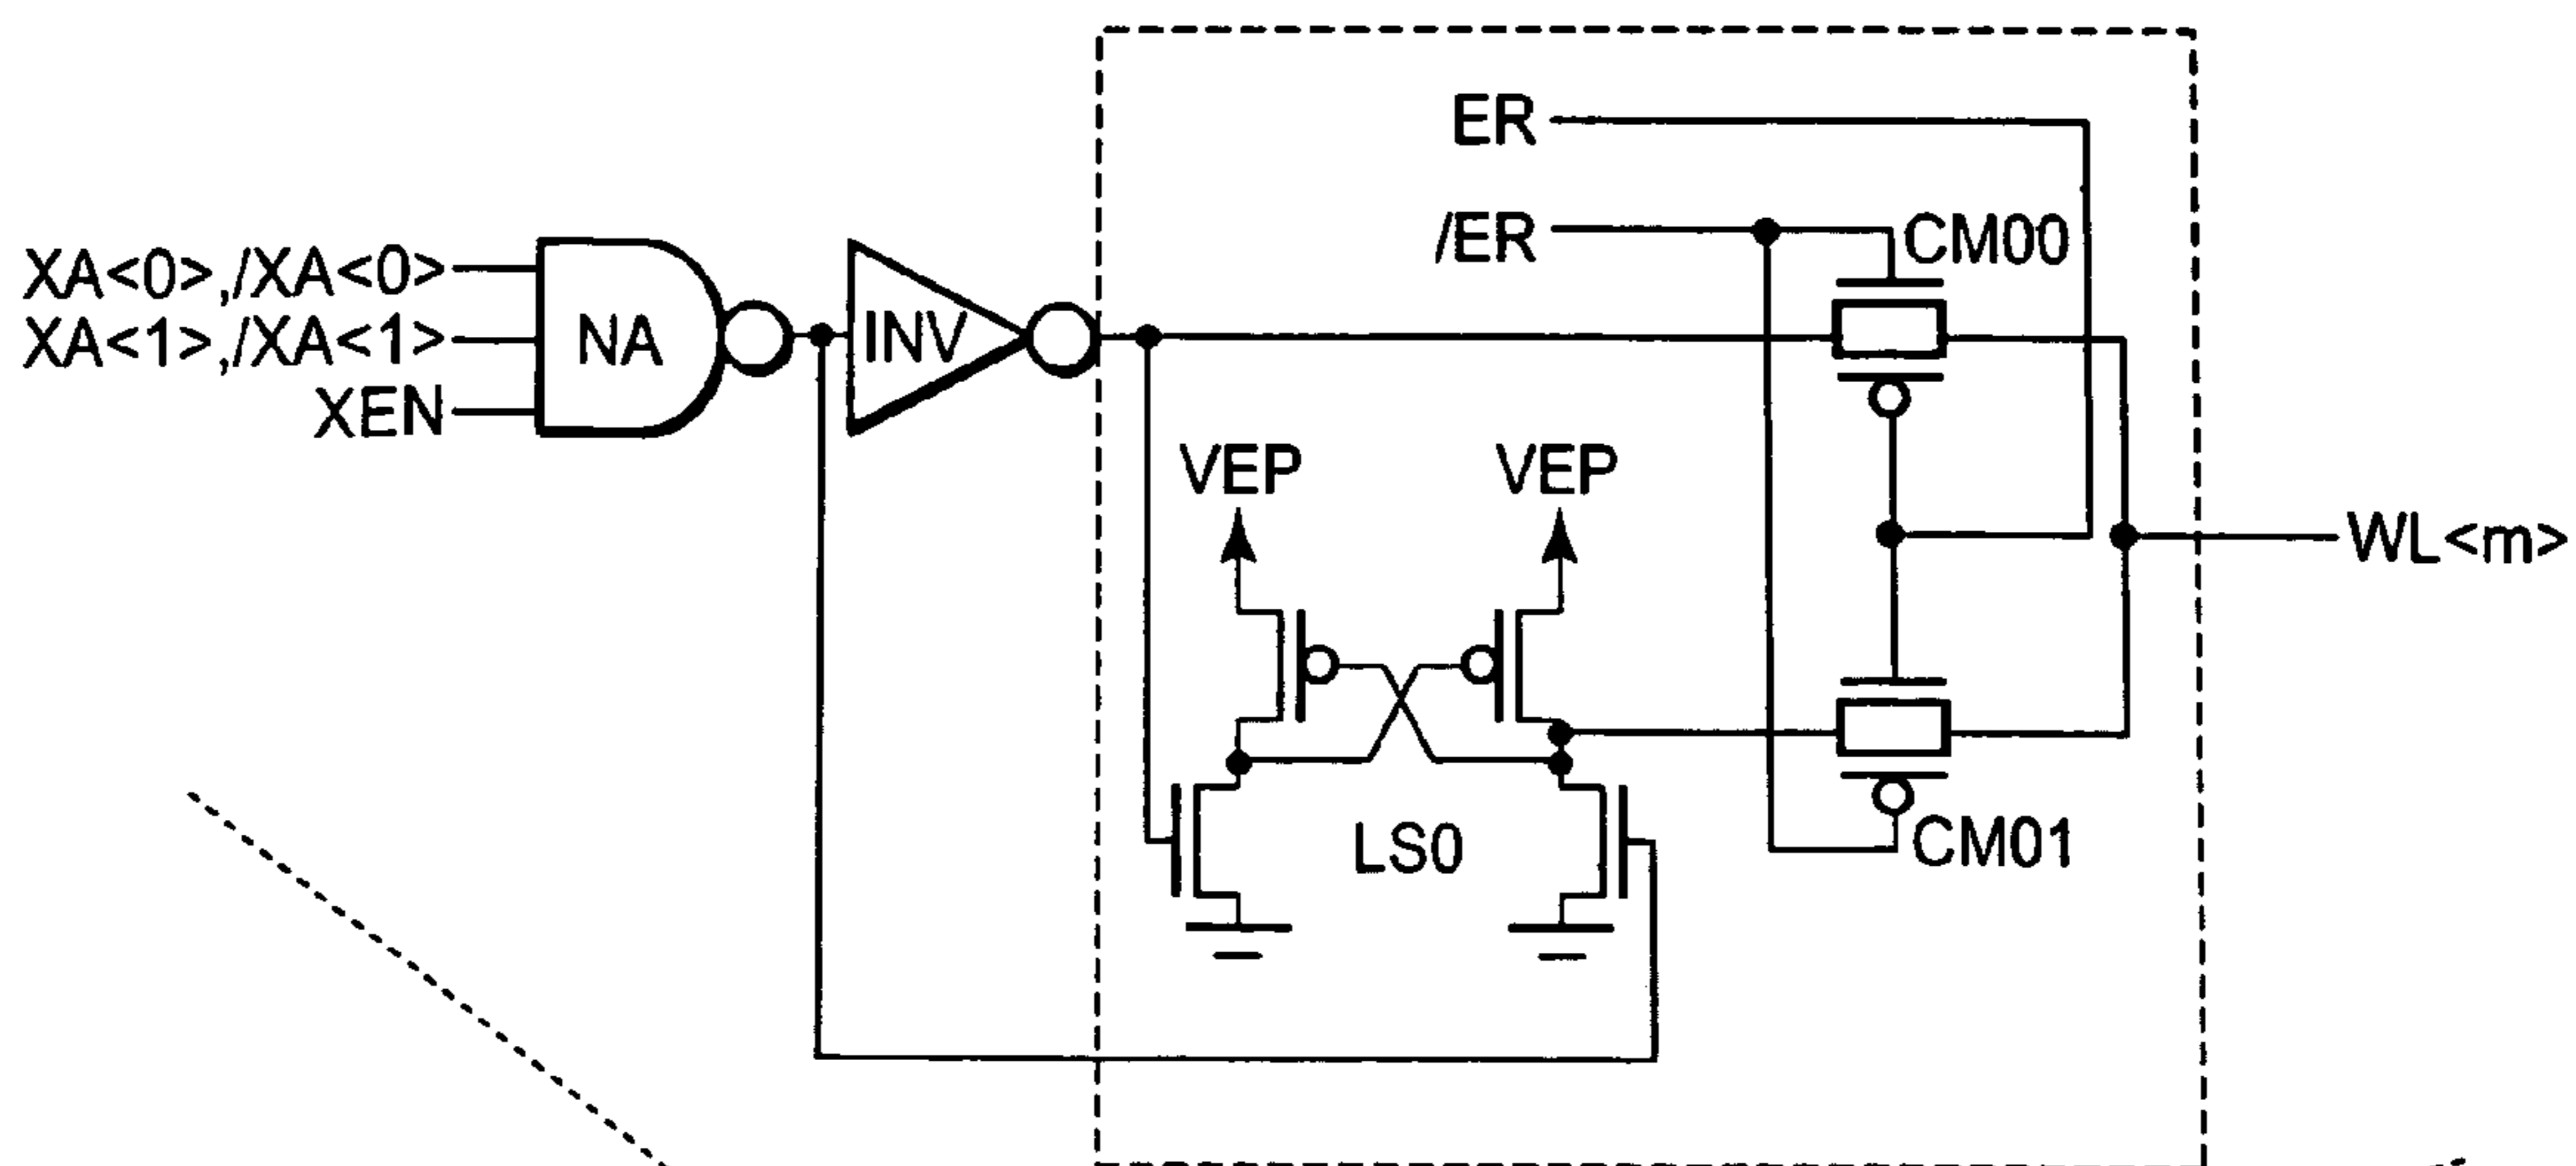 ER
/ER
CM00
XA<0>,/XA<0>
XA<1>,/XA<1>
XEN
NA
INV
VEP
VEP
WL<m>
LS0
CM01